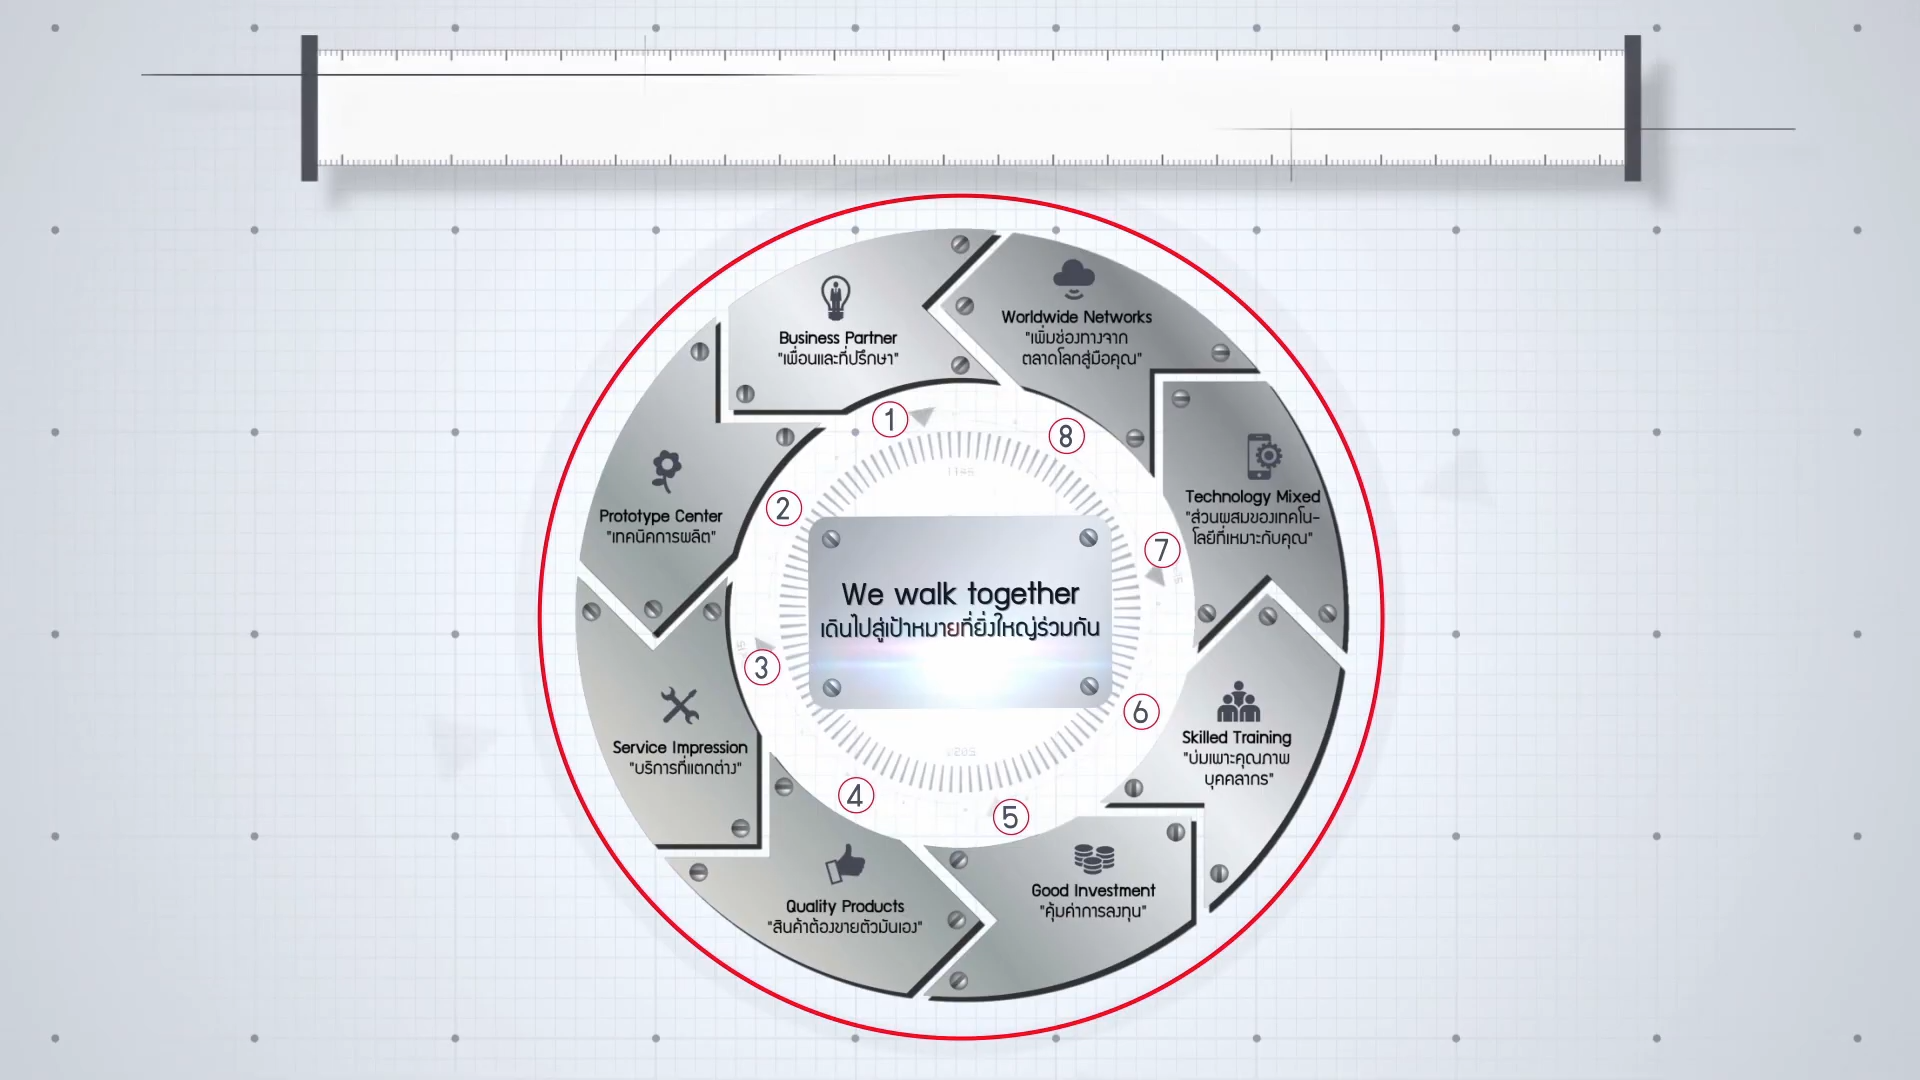 Business Partner
"เพื่อนและที่ปรึกษา"
1
Prototype Center
"เทคนิคการผลิต"
2
Service Impression
"บริการที่แตกต่าง"
3
Quality Products
"สินค้าต้องขายตัวมันเอง"
4
Good Investment
"คุ้มค่าการลงทุน"
5
Skilled Training
"บ่มเพาะคุณภาพ
บุคคลากร"
6
Technology Mixed
"ส่วนผสมของเทคโน-
โลยีที่เหมาะกับคุณ"
7
Worldwide Networks
"เพิ่มช่องทางจาก
ตลาดโลกสู่มือคุณ"
8
We walk together
เดินไปสู่เป้าหมายที่ยิ่งใหญ่ร่วมกัน